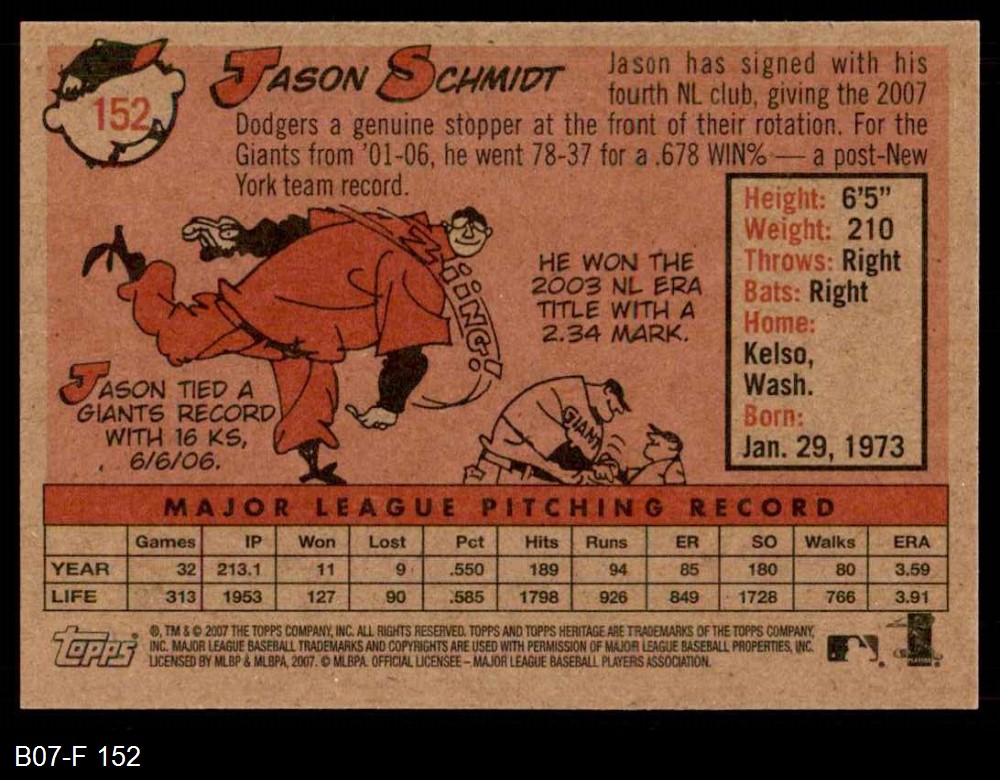 152
JASON SCHMIDT
Jason has signed with his
fourth NL club, giving the 2007
Dodgers a genuine stopper at the front of their rotation. For the
Giants from '01-06, he went 78-37 for a .678 WIN% — a post-New
York team record.
Height: 6'5"
Weight: 210
Throws: Right
Bats: Right
Home:
Kelso,
Wash.
Born:
Jan. 29, 1973
WHIIING!
HE WON THE
2003 NL ERA
TITLE WITH A
2.34 MARK.
JASON TIED A
GIANTS RECORD
WITH 16 KS,
6/6/06.
GIANT
MAJOR LEAGUE PITCHING RECORD
Games IP Won Lost Pct Hits Runs ER SO Walks ERA
YEAR 32 213.1 11 9 .550 189 94 85 180 80 3.59
LIFE 313 1953 127 90 .585 1798 926 849 1728 766 3.91
Topps
®, TM & © 2007 THE TOPPS COMPANY, INC. ALL RIGHTS RESERVED. TOPPS AND TOPPS HERITAGE ARE TRADEMARKS OF THE TOPPS COMPANY,
INC. MAJOR LEAGUE BASEBALL TRADEMARKS AND COPYRIGHTS ARE USED WITH PERMISSION OF MAJOR LEAGUE BASEBALL PROPERTIES, INC.
LICENSED BY MLBP & MLBPA, 2007. © MLBPA. OFFICIAL LICENSEE – MAJOR LEAGUE BASEBALL PLAYERS ASSOCIATION.
B07-F 152